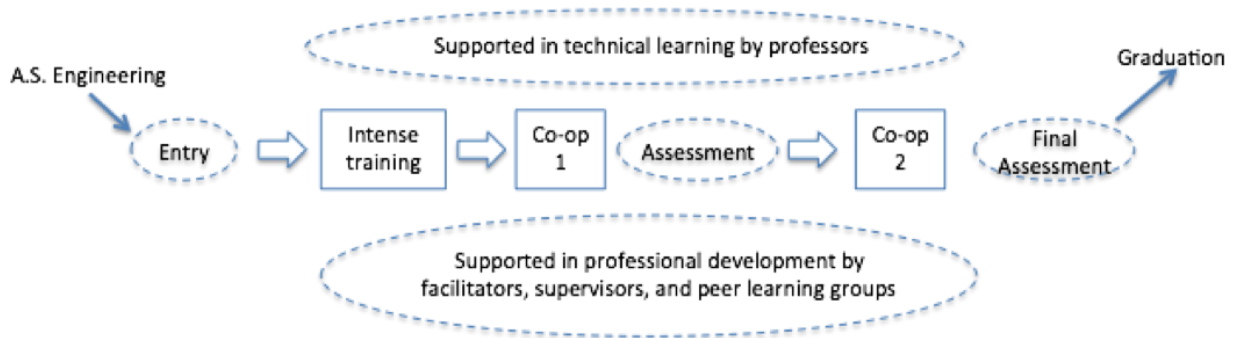 Supported in technical learning by professors
A.S. Engineering
Graduation
Entry
Intense
training
Co-op
1
Assessment
Co-op
2
Final
Assessment
Supported in professional development by
facilitators, supervisors, and peer learning groups